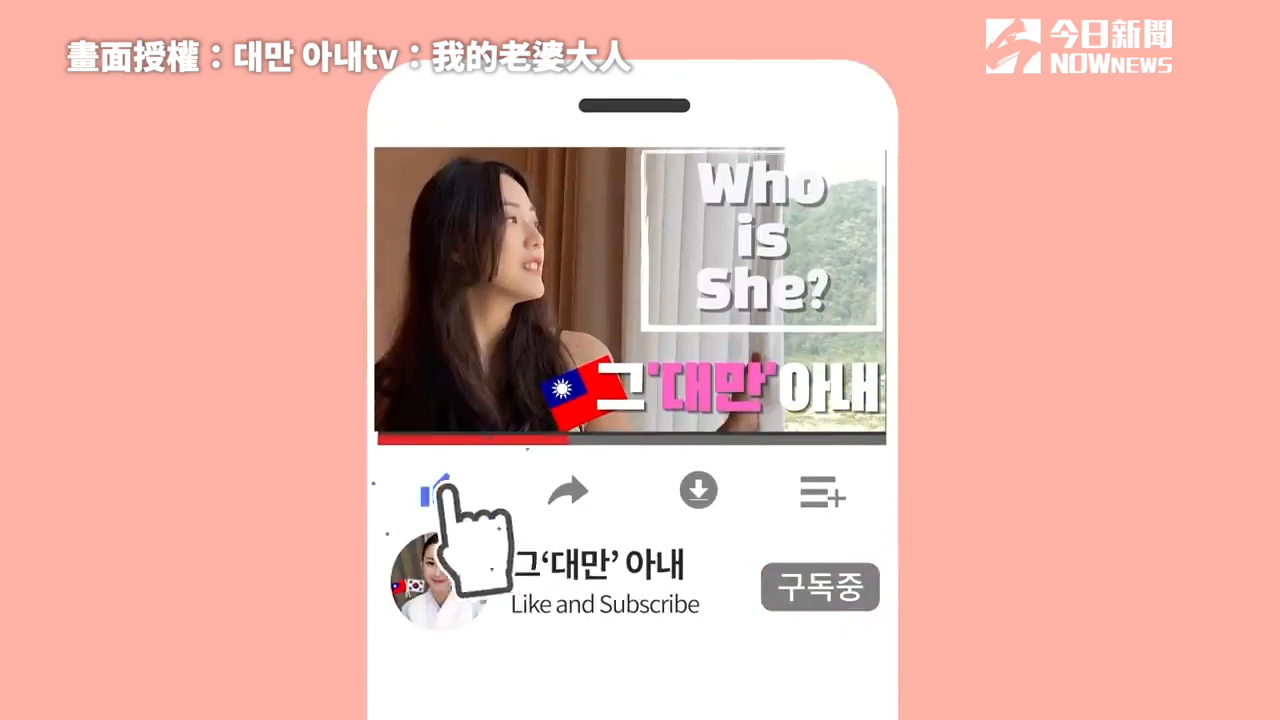 畫面授權：대만 아내tv：我的老婆大人
今日新聞
NOWNEWS
Who
is
She?
그'대만'아내
그‘대만’ 아내
Like and Subscribe
구독중